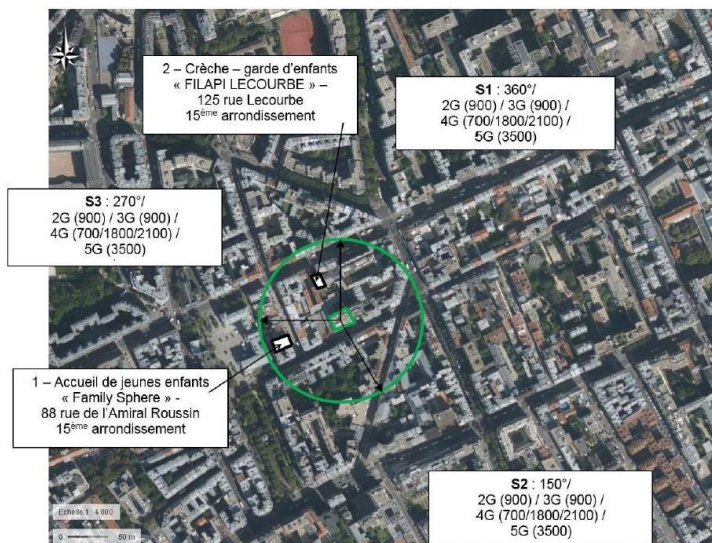 2 – Crèche – garde d'enfants
« FILAPI LECOURBE » –
125 rue Lecourbe
15ème arrondissement
S1 : 360°/
2G (900) / 3G (900) /
4G (700/1800/2100) /
5G (3500)
S3 : 270°/
2G (900) / 3G (900) /
4G (700/1800/2100) /
5G (3500)
1 – Accueil de jeunes enfants
« Family Sphere » -
88 rue de l'Amiral Roussin
15ème arrondissement
S2 : 150°/
2G (900) / 3G (900) /
4G (700/1800/2100) /
5G (3500)
Échelle 1 : 4 000
0 50 m